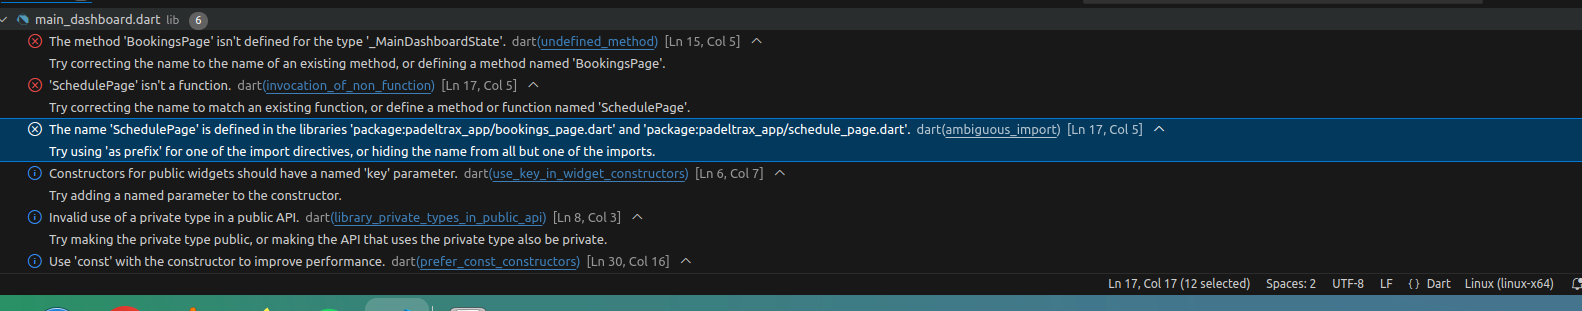 main_dashboard.dart lib 6
The method 'BookingsPage' isn't defined for the type '_MainDashboardState'. dart(undefined_method) [Ln 15, Col 5]
Try correcting the name to the name of an existing method, or defining a method named 'BookingsPage'.
'SchedulePage' isn't a function. dart(invocation_of_non_function) [Ln 17, Col 5]
Try correcting the name to match an existing function, or define a method or function named 'SchedulePage'.
The name 'SchedulePage' is defined in the libraries 'package:padeltrax_app/bookings_page.dart' and 'package:padeltrax_app/schedule_page.dart'. dart(ambiguous_import) [Ln 17, Col 5]
Try using 'as prefix' for one of the import directives, or hiding the name from all but one of the imports.
Constructors for public widgets should have a named 'key' parameter. dart(use_key_in_widget_constructors) [Ln 6, Col 7]
Try adding a named parameter to the constructor.
Invalid use of a private type in a public API. dart(library_private_types_in_public_api) [Ln 8, Col 3]
Try making the private type public, or making the API that uses the private type also be private.
Use 'const' with the constructor to improve performance. dart(prefer_const_constructors) [Ln 30, Col 16]
Ln 17, Col 17 (12 selected) Spaces: 2 UTF-8 LF {} Dart Linux (linux-x64)